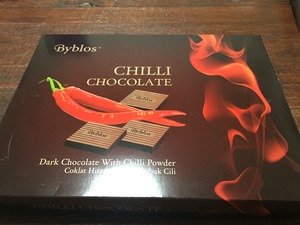 Byblos®
CHILLI
CHOCOLATE
Byblos
Byblos
Dark Chocolate With Chilli Powder
Coklat Cili